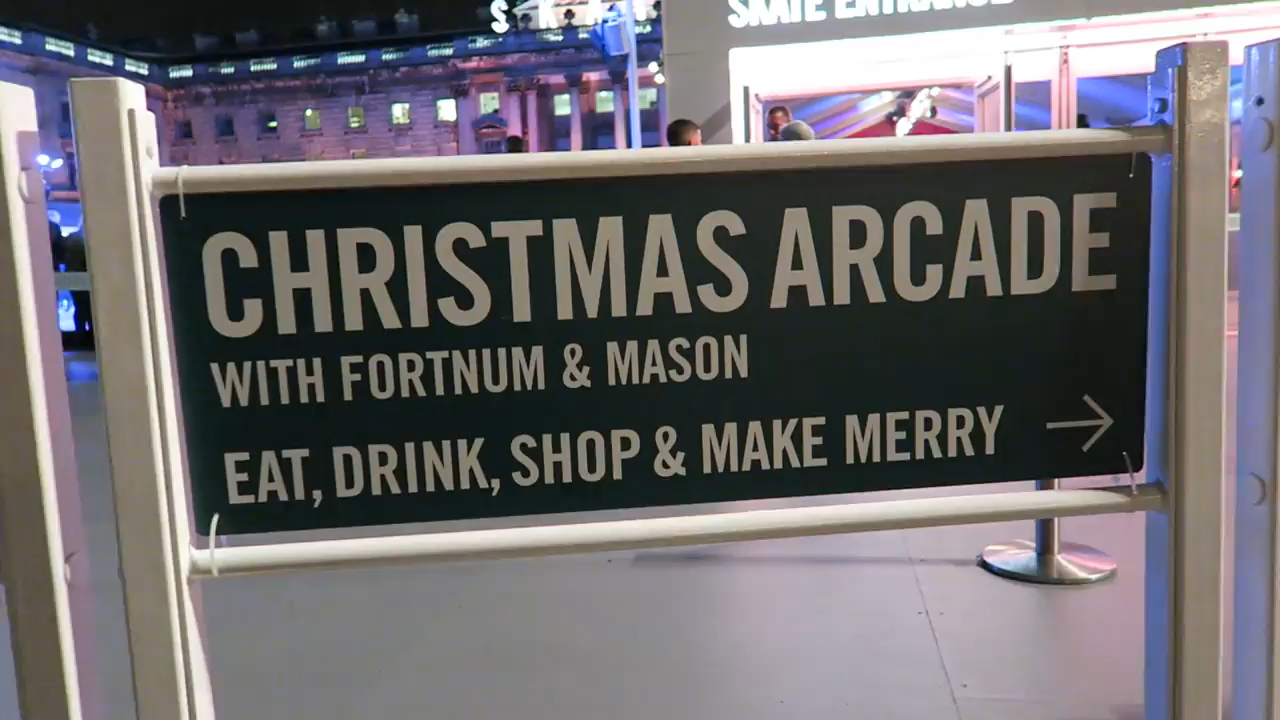 SKATE ENTRANCE
CHRISTMAS ARCADE
WITH FORTNUM & MASON
EAT, DRINK, SHOP & MAKE MERRY →